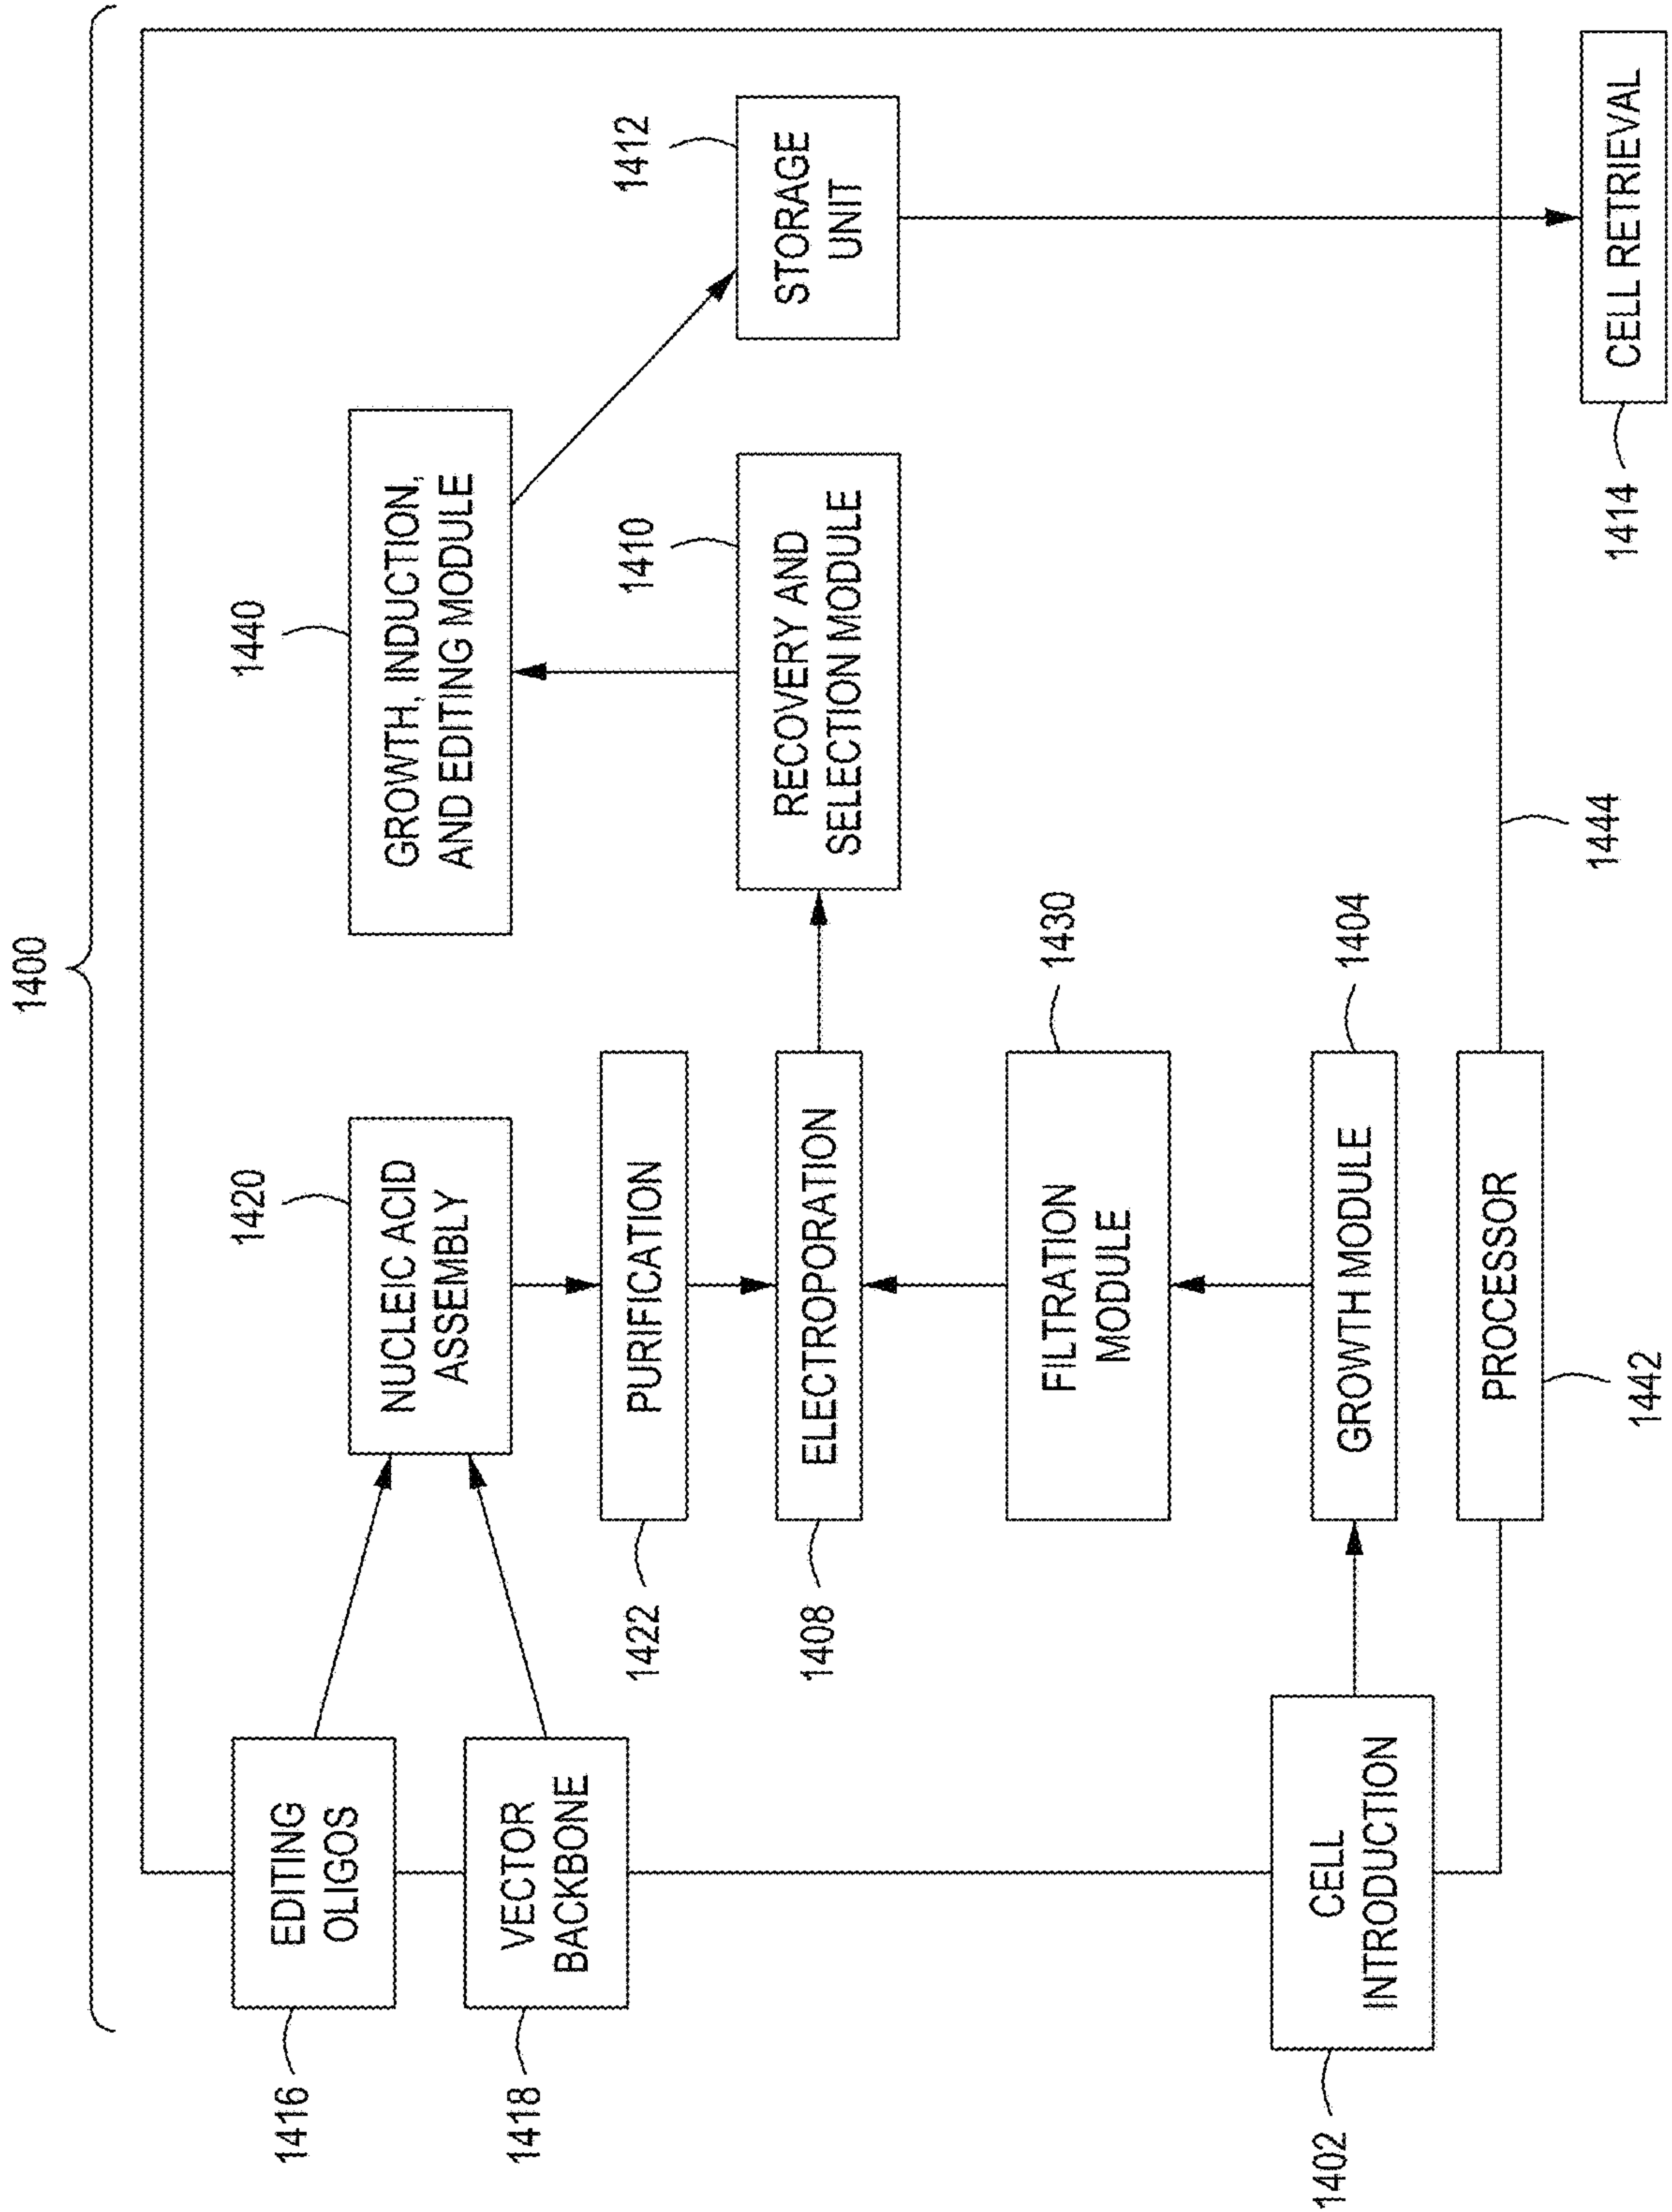 1400
1416
EDITING
OLIGOS
1418
VECTOR
BACKBONE
1420
NUCLEIC ACID
ASSEMBLY
1440
GROWTH, INDUCTION,
AND EDITING MODULE
1422
PURIFICATION
1408
ELECTROPORATION
1410
RECOVERY AND
SELECTION MODULE
1412
STORAGE
UNIT
1430
FILTRATION
MODULE
1402
CELL
INTRODUCTION
1404
GROWTH MODULE
1442
PROCESSOR
1444
1414
CELL RETRIEVAL